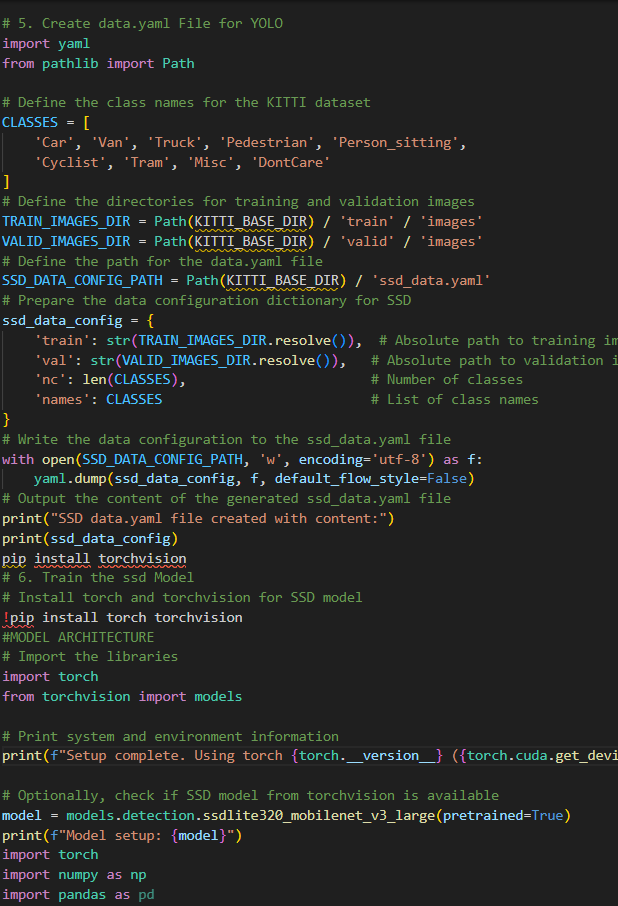 # 5. Create data.yaml File for YOLO
import yaml
from pathlib import Path
# Define the class names for the KITTI dataset
CLASSES = [
    'Car', 'Van', 'Truck', 'Pedestrian', 'Person_sitting',
    'Cyclist', 'Tram', 'Misc', 'DontCare'
]
# Define the directories for training and validation images
TRAIN_IMAGES_DIR = Path(KITTI_BASE_DIR) / 'train' / 'images'
VALID_IMAGES_DIR = Path(KITTI_BASE_DIR) / 'valid' / 'images'
# Define the path for the data.yaml file
SSD_DATA_CONFIG_PATH = Path(KITTI_BASE_DIR) / 'ssd_data.yaml'
# Prepare the data configuration dictionary for SSD
ssd_data_config = {
    'train': str(TRAIN_IMAGES_DIR.resolve()),  # Absolute path to training im
    'val': str(VALID_IMAGES_DIR.resolve()),   # Absolute path to validation i
    'nc': len(CLASSES),                       # Number of classes
    'names': CLASSES                          # List of class names
}
# Write the data configuration to the ssd_data.yaml file
with open(SSD_DATA_CONFIG_PATH, 'w', encoding='utf-8') as f:
    yaml.dump(ssd_data_config, f, default_flow_style=False)
# Output the content of the generated ssd_data.yaml file
print("SSD data.yaml file created with content:")
print(ssd_data_config)
pip install torchvision
# 6. Train the ssd Model
# Install torch and torchvision for SSD model
!pip install torch torchvision
#MODEL ARCHITECTURE
# Import the libraries
import torch
from torchvision import models
# Print system and environment information
print(f"Setup complete. Using torch {torch.__version__} ({torch.cuda.get_devi
# Optionally, check if SSD model from torchvision is available
model = models.detection.ssdlite320_mobilenet_v3_large(pretrained=True)
print(f"Model setup: {model}")
import torch
import numpy as np
import pandas as pd